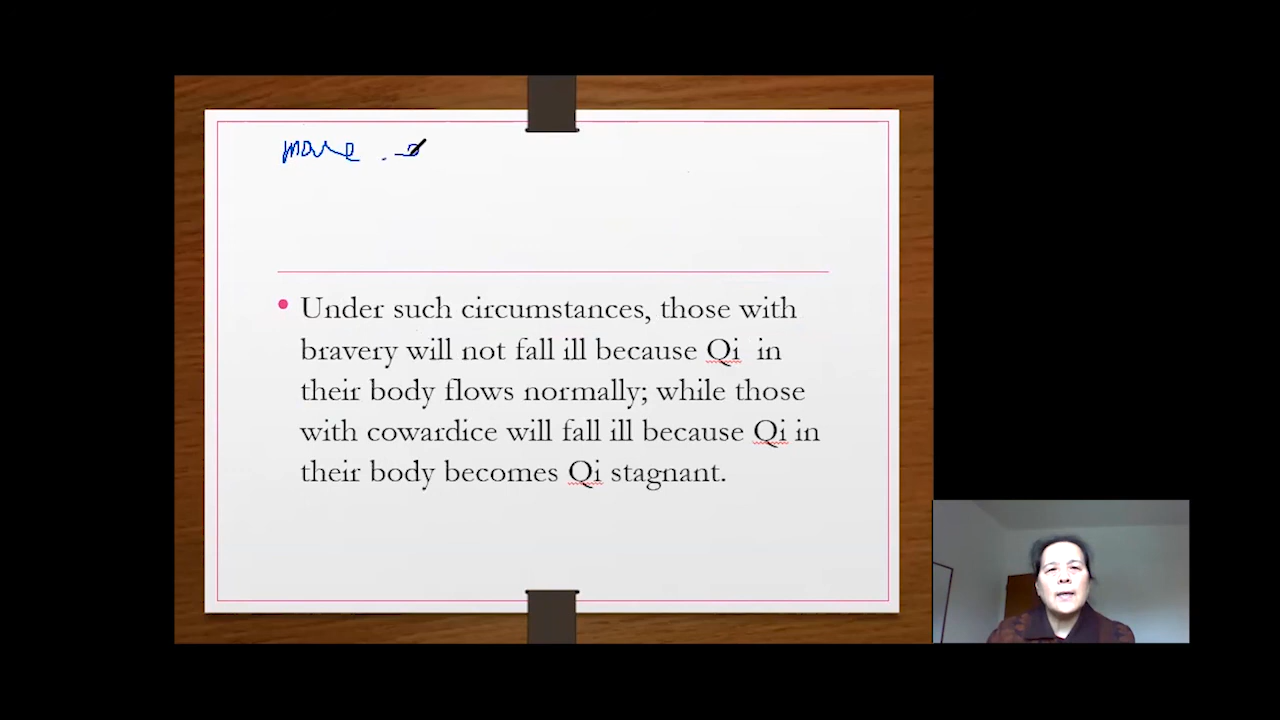 move
• Under such circumstances, those with
bravery will not fall ill because Qi in
their body flows normally; while those
with cowardice will fall ill because Qi in
their body becomes Qi stagnant.